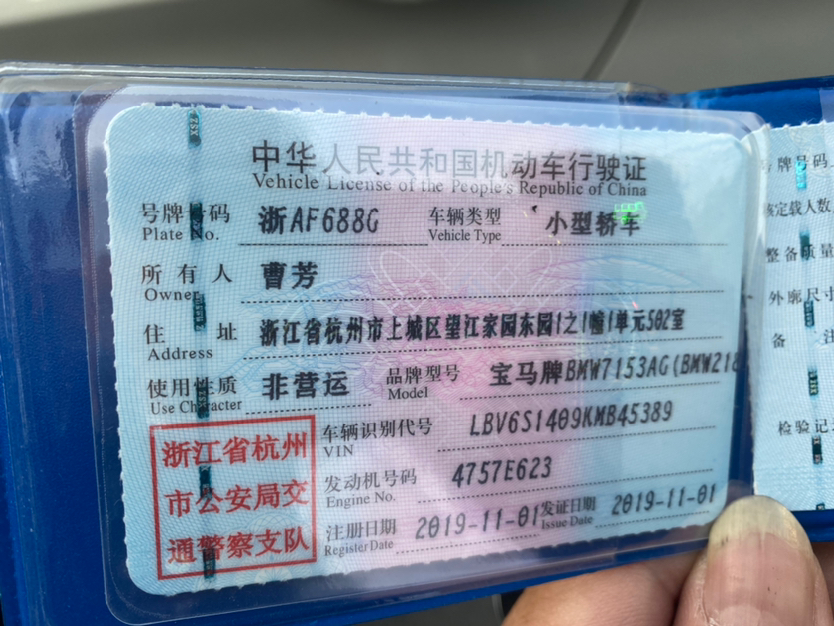 中华人民共和国机动车行驶证
Vehicle License of the People's Republic of China
号牌号码 浙AF688G 车辆类型 小型轿车
Plate No. Vehicle Type
所有人 曹芳
Owner
住址 浙江省杭州市上城区望江家园东园1之1幢1单元502室
Address
使用性质 非营运 品牌型号 宝马牌BMW7153AG(BMW218
Use Character Model
浙江省杭州
市公安局交
通警察支队
车辆识别代号 LBV6S1409KMB45389
VIN
发动机号码 4757E623
Engine No.
注册日期 2019-11-01 发证日期 2019-11-01
Register Date Issue Date
号牌号码
核定载人数
整备质量
外廓尺寸
备 注
检验记